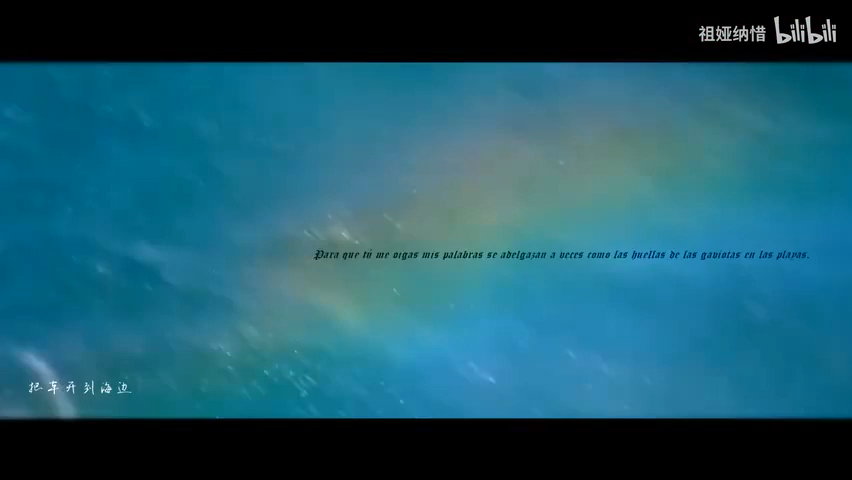 祖娅纳惜 bilibili
Para que tú me oigas mis palabras se adelgazan a veces como las huellas de las gaviotas en las playas.
把车开到海边